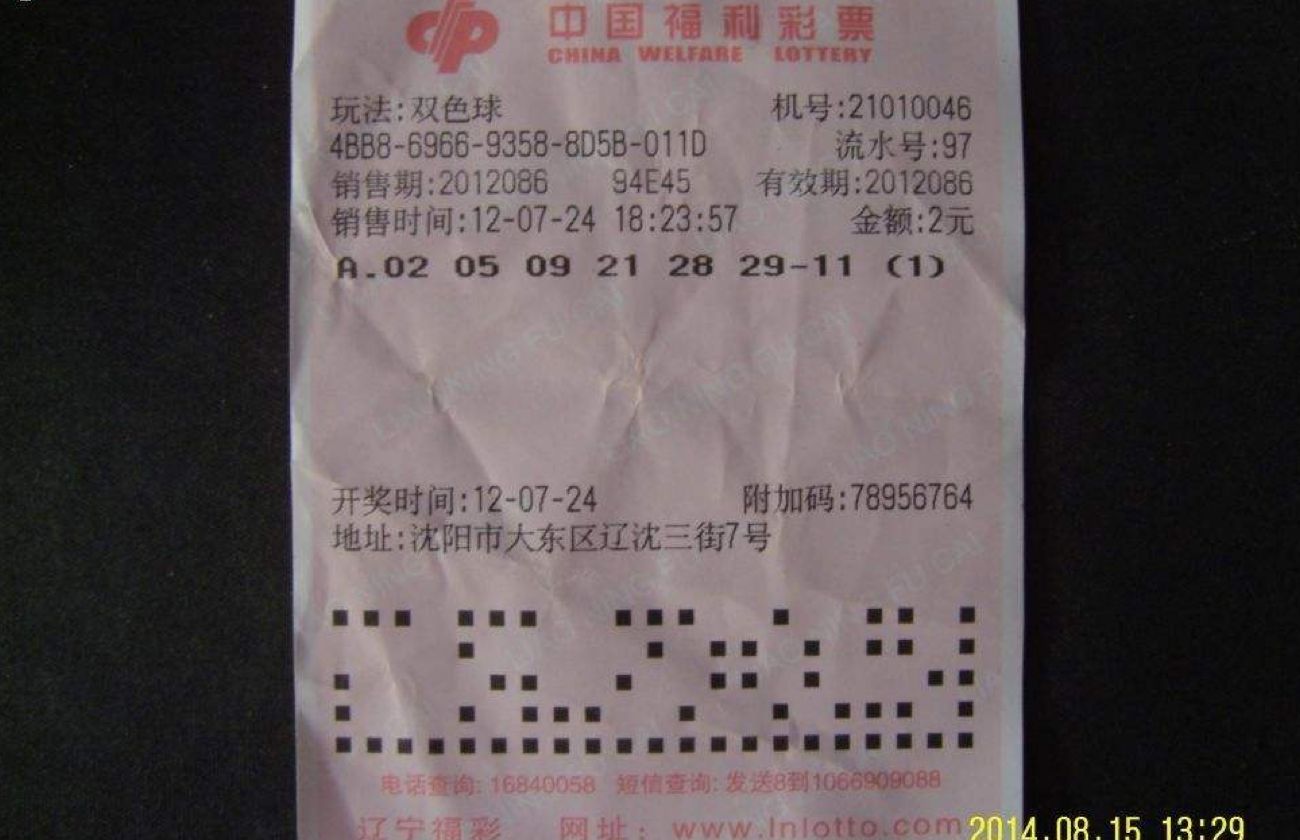 中国福利彩票
CHINA WELFARE LOTTERY
玩法:双色球 机号:21010046
4BB8-6966-9358-8D5B-011D 流水号:97
销售期:2012086 94E45 有效期:2012086
销售时间:12-07-24 18:23:57 金额:2元
A.02 05 09 21 28 29-11 (1)
开奖时间:12-07-24 附加码:78956764
地址:沈阳市大东区辽沈三街7号
电话查询: 16840058 短信查询: 发送8到1066909088
辽宁福彩 网址: www.lnlotto.com
2014.08.15 13:29